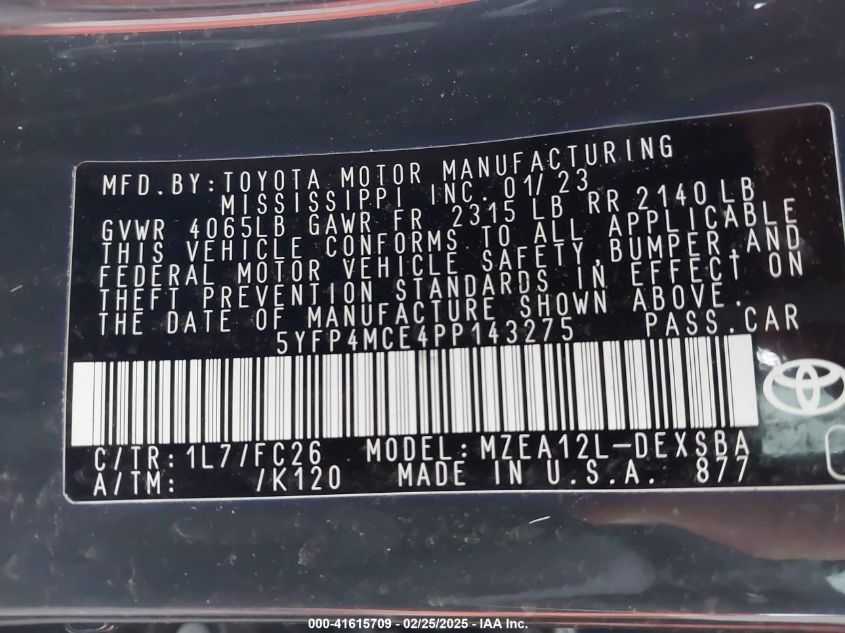 MFD.BY:TOYOTA MOTOR MANUFACTURING
MISSISSIPPI INC. 01/23
GVWR 4065LB GAWR FR 2315 LB RR 2140LB
THIS VEHICLE CONFORMS TO ALL APPLICABLE
FEDERAL MOTOR VEHICLE SAFETY,BUMPER,AND
THEFT PREVENTION STANDARDS IN EFFECT ON
THE DATE OF MANUFACTURE SHOWN ABOVE.
5YFP4MCE4PP143275 PASS.CAR
C/TR:1L7/FC26 MODEL:MZEA12L-DEXSBA
A/TM: /K120 MADE IN U.S.A. 877
000-41615709 - 02/25/2025 - IAAI Inc.